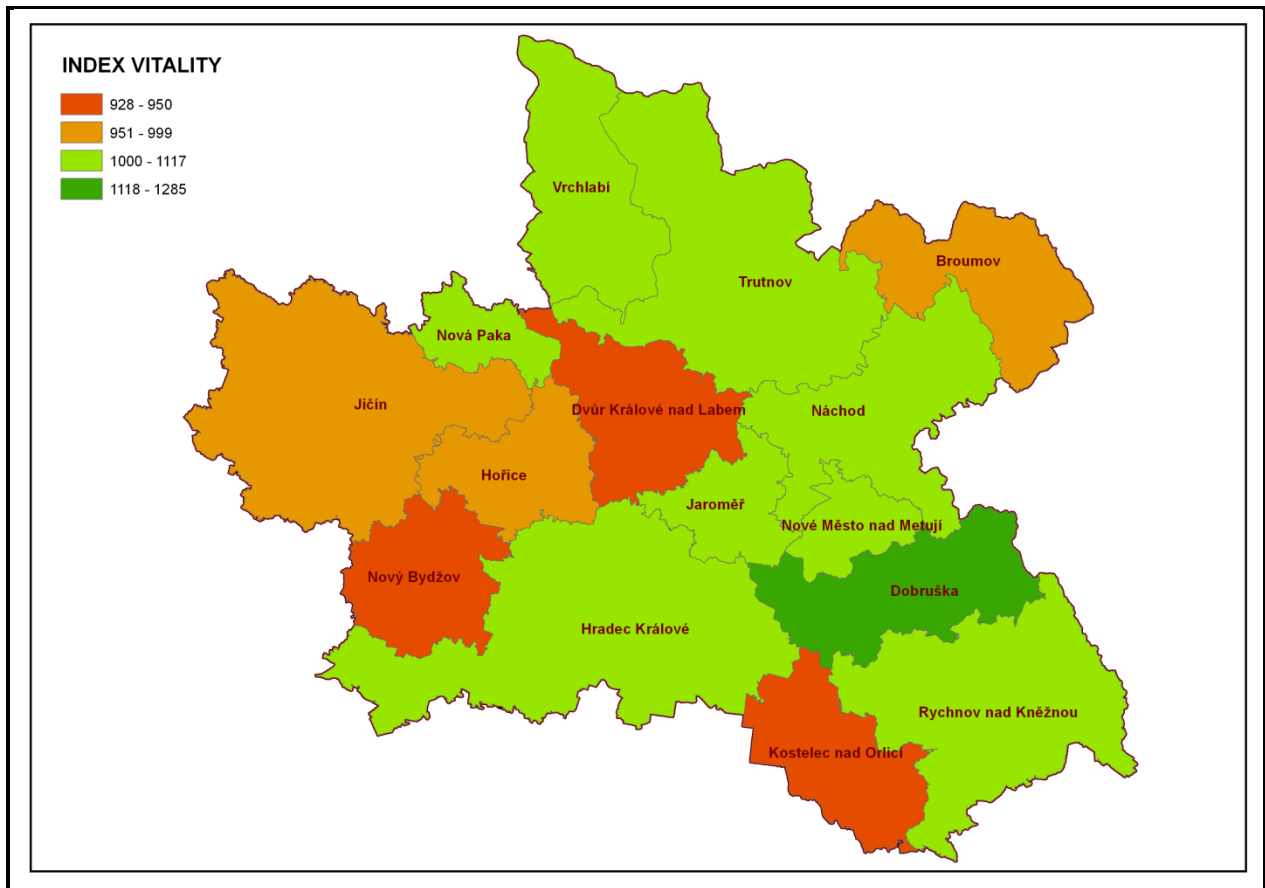 INDEX VITALITY
928 - 950
951 - 999
1000 - 1117
1118 - 1285
Vrchlabí
Broumov
Trutnov
Nová Paka
Jičín
Dvůr Králové nad Labem
Náchod
Hořice
Jaroměř
Nové Město nad Metují
Nový Bydžov
Dobruška
Hradec Králové
Rychnov nad Kněžnou
Kostelec nad Orlicí